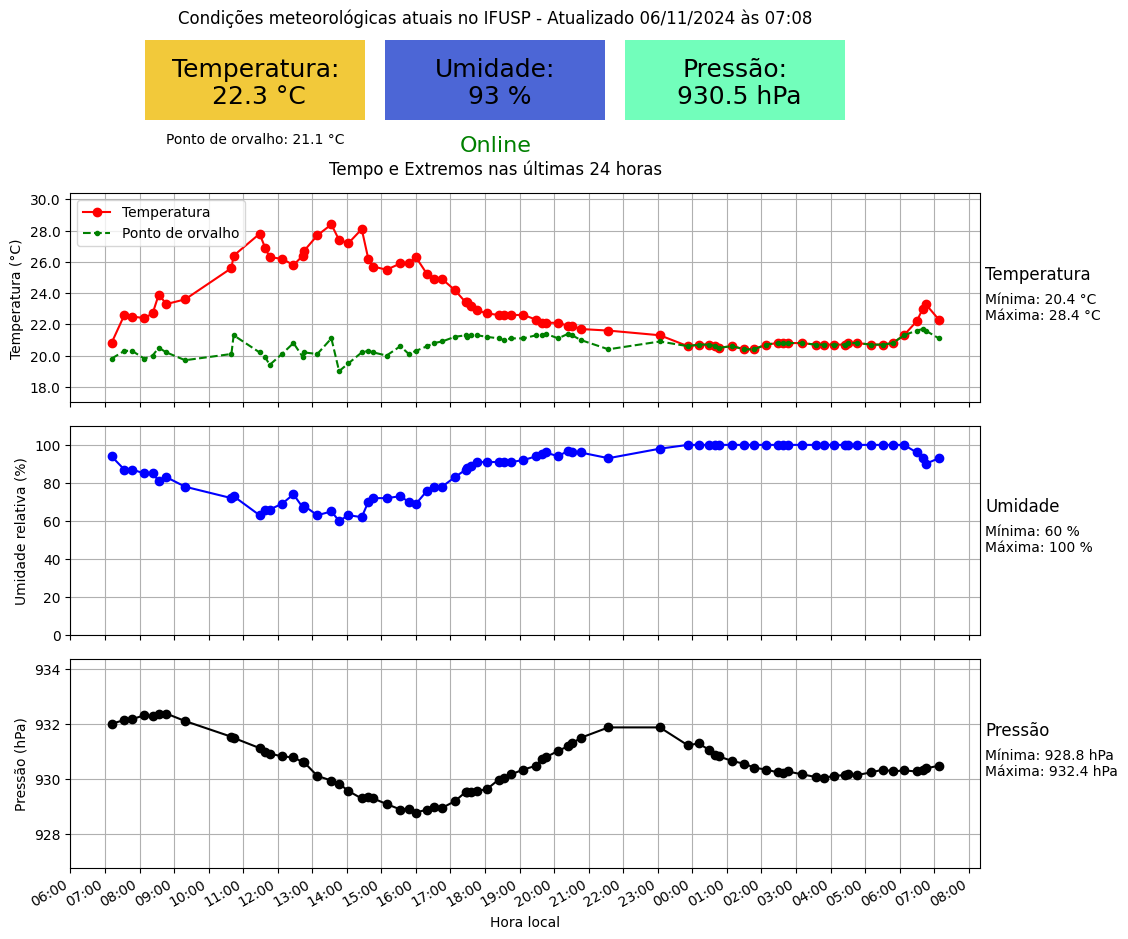 Condições meteorológicas atuais no IFUSP - Atualizado 06/11/2024 às 07:08
Temperatura:
22.3 °C
Umidade:
93 %
Pressão:
930.5 hPa
Ponto de orvalho: 21.1 °C
Online
Tempo e Extremos nas últimas 24 horas
Temperatura (°C)
30.0
28.0
26.0
24.0
22.0
20.0
18.0
Temperatura
Ponto de orvalho
Temperatura
Mínima: 20.4 °C
Máxima: 28.4 °C
Umidade relativa (%)
100
80
60
40
20
0
Umidade
Mínima: 60 %
Máxima: 100 %
Pressão (hPa)
934
932
930
928
Pressão
Mínima: 928.8 hPa
Máxima: 932.4 hPa
06:00 07:00 08:00 09:00 10:00 11:00 12:00 13:00 14:00 15:00 16:00 17:00 18:00 19:00 20:00 21:00 22:00 23:00 00:00 01:00 02:00 03:00 04:00 05:00 06:00 07:00 08:00
Hora local